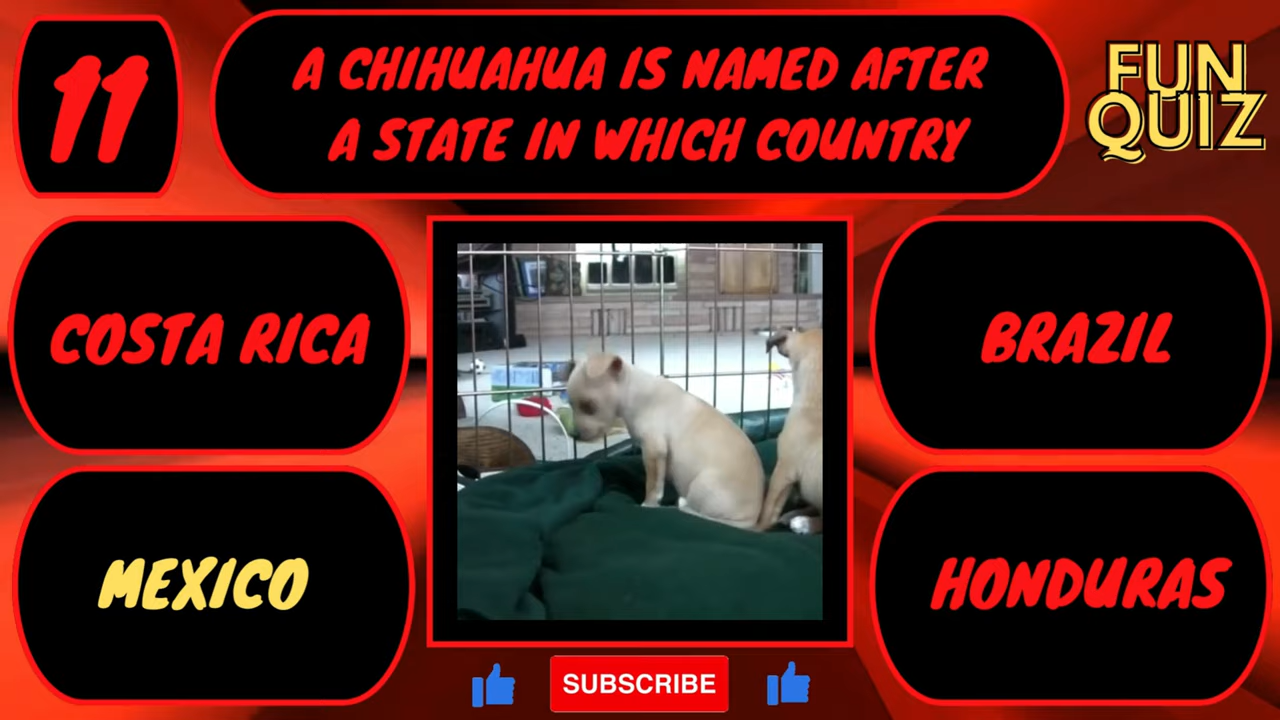 11
A CHIHUAHUA IS NAMED AFTER
A STATE IN WHICH COUNTRY
FUN
QUIZ
COSTA RICA
BRAZIL
MEXICO
HONDURAS
SUBSCRIBE